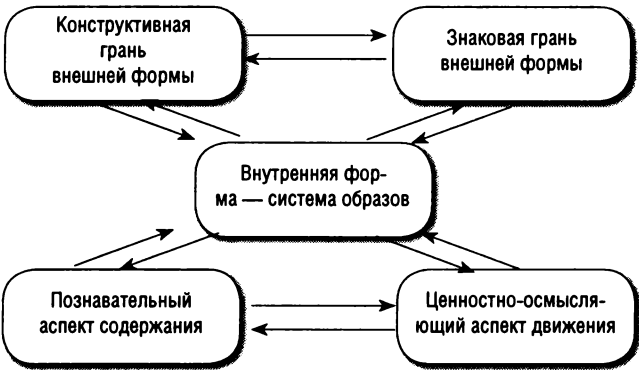 Конструктивная
грань
внешней формы
Знаковая грань
внешней формы
Внутренняя фор-
ма — система образов
Познавательный
аспект содержания
Ценностно-осмысля-
ющий аспект движения